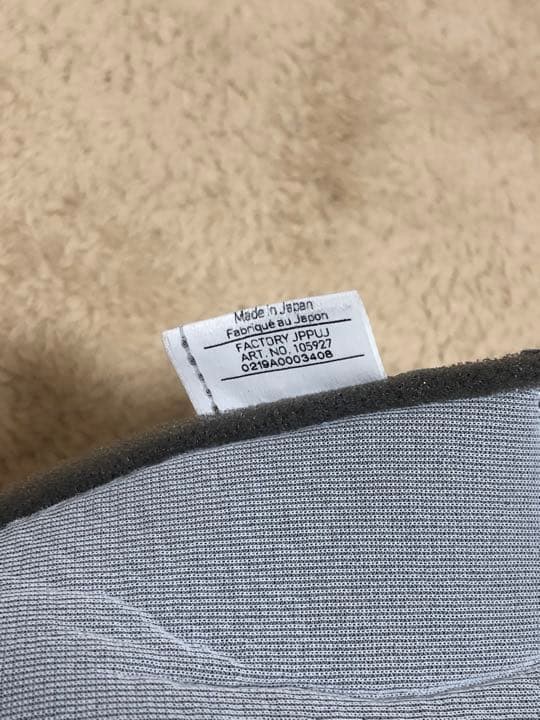 Made in Japan
Fabriqué au Japon
FACTORY JPPUJ
ART. NO. 105927
0219A0003408